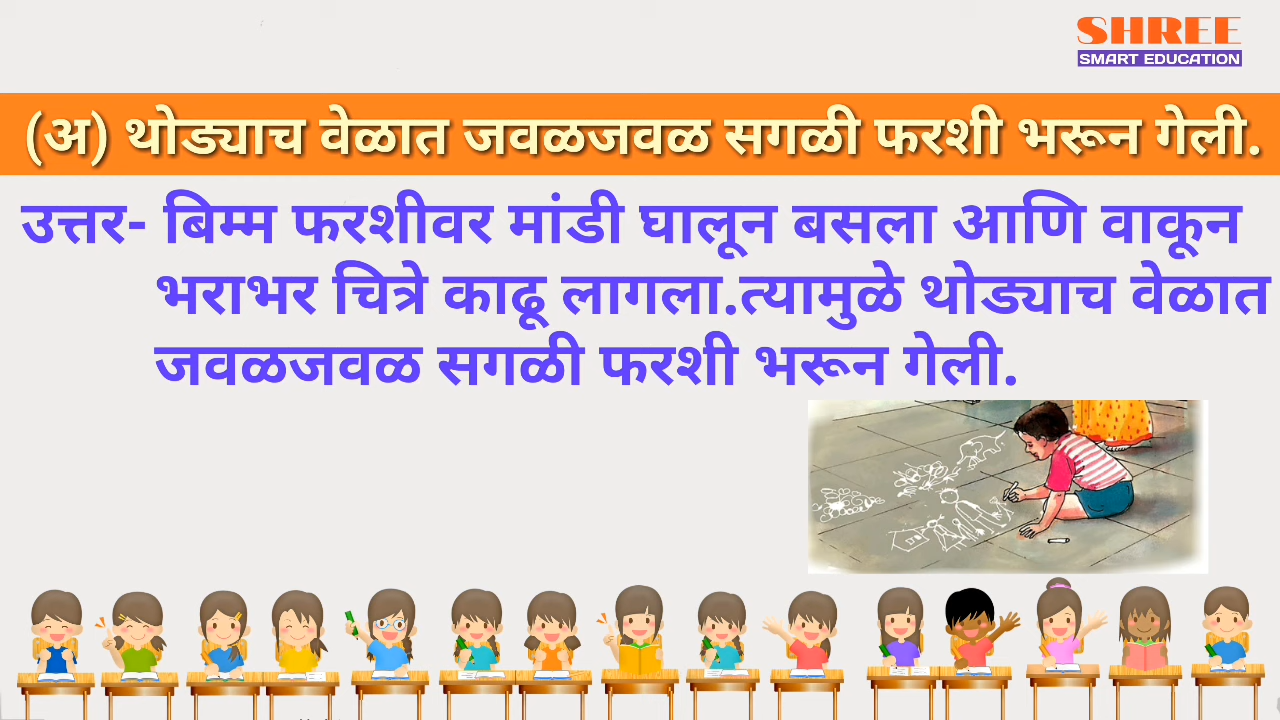 SHREE
SMART EDUCATION
(अ) थोड्याच वेळात जवळजवळ सगळी फरशी भरून गेली.
उत्तर- बिम्म फरशीवर मांडी घालून बसला आणि वाकून
भराभर चित्रे काढू लागला.त्यामुळे थोड्याच वेळात
जवळजवळ सगळी फरशी भरून गेली.